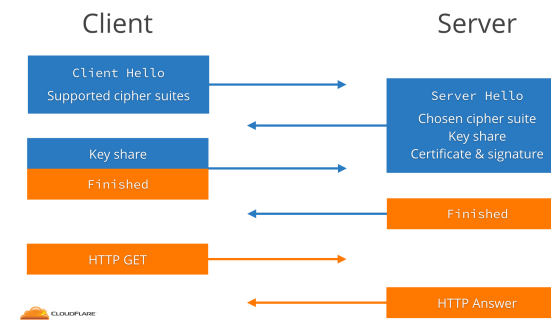 Client
Server
Client Hello
Supported cipher suites
Server Hello
Chosen cipher suite
Key share
Certificate & signature
Key share
Finished
Finished
HTTP GET
HTTP Answer
CLOUDFLARE